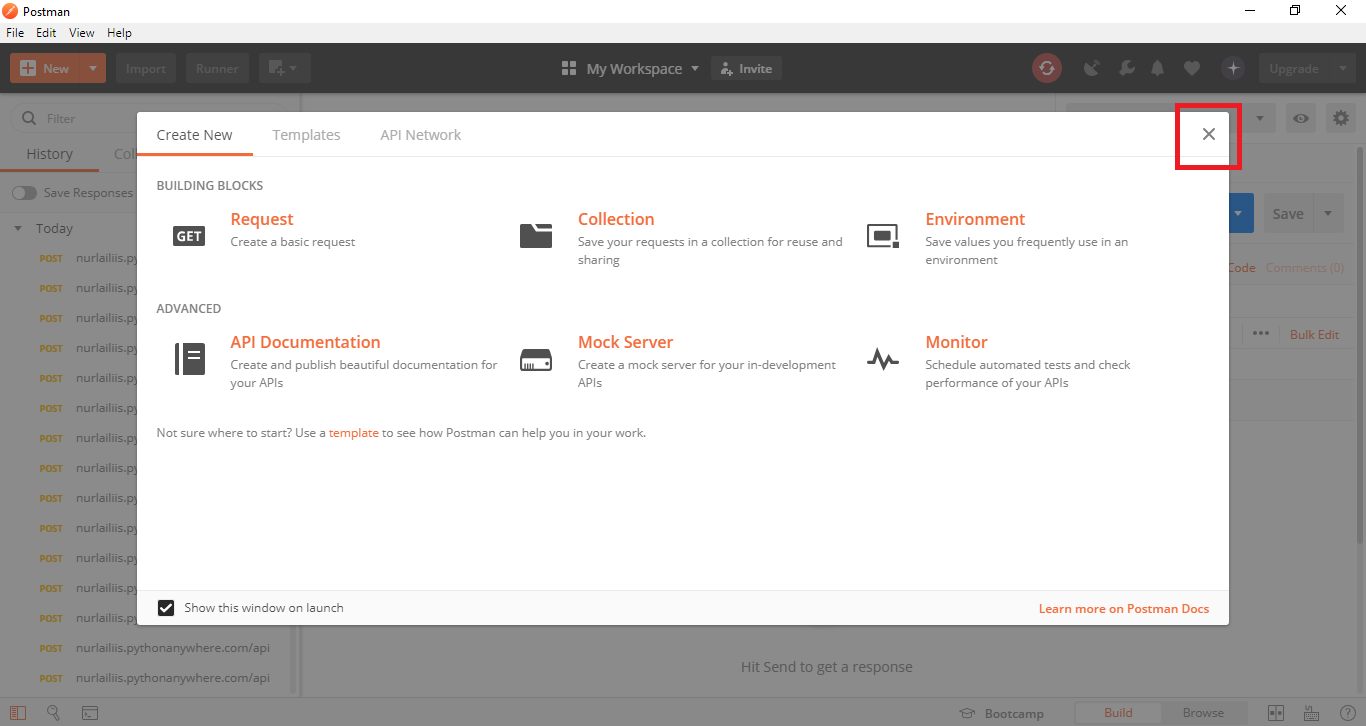 Postman
File Edit View Help
New Import Runner My Workspace Invite Upgrade
Filter
History
Save Responses
Today
POST nurlailiis.py
POST nurlailiis.py
POST nurlailiis.py
POST nurlailiis.py
POST nurlailiis.py
POST nurlailiis.py
POST nurlailiis.py
POST nurlailiis.py
POST nurlailiis.py
POST nurlailiis.py
POST nurlailiis.py
POST nurlailiis.py
POST nurlailiis.py
POST nurlailiis.pythonanywhere.com/api
POST nurlailiis.pythonanywhere.com/api
Create New Templates API Network
BUILDING BLOCKS
GET
Request
Create a basic request
Collection
Save your requests in a collection for reuse and
sharing
Environment
Save values you frequently use in an
environment
ADVANCED
API Documentation
Create and publish beautiful documentation for
your APIs
Mock Server
Create a mock server for your in-development
APIs
Monitor
Schedule automated tests and check
performance of your APIs
Not sure where to start? Use a template to see how Postman can help you in your work.
Show this window on launch
Learn more on Postman Docs
Save
Code Comments (0)
Bulk Edit
Hit Send to get a response
Bootcamp Build Browse